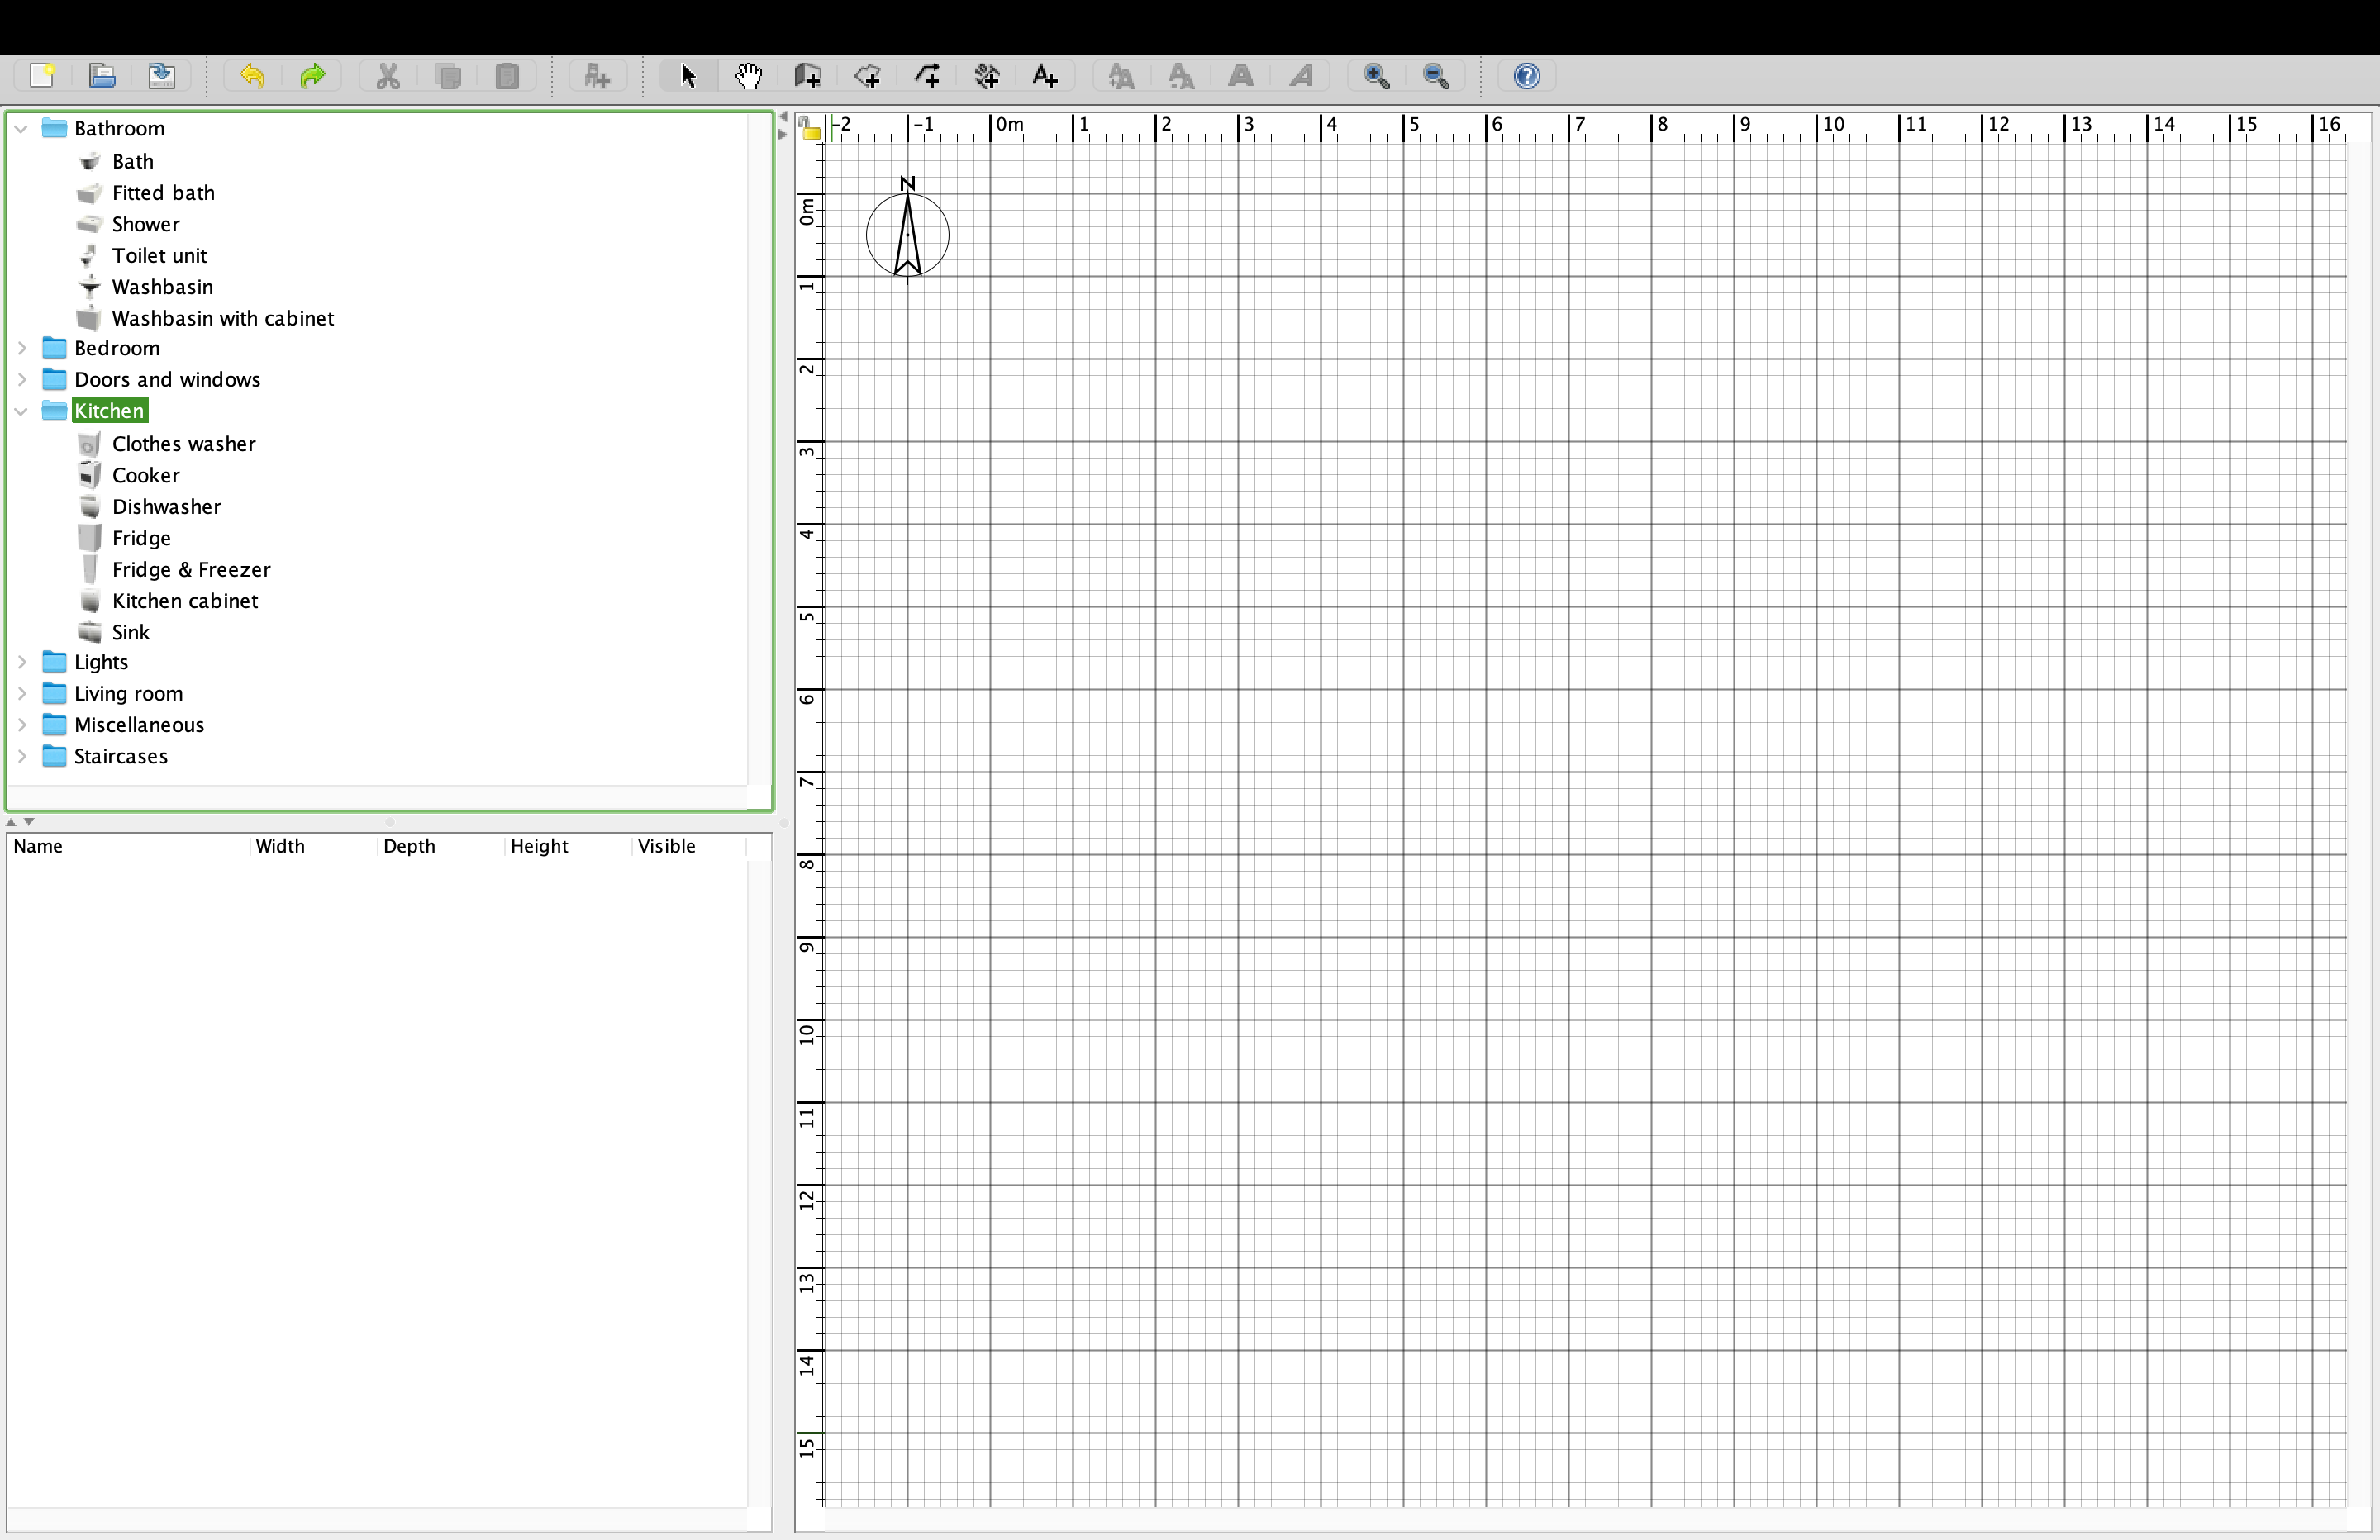 Bathroom
Bath
Fitted bath
Shower
Toilet unit
Washbasin
Washbasin with cabinet
Bedroom
Doors and windows
Kitchen
Clothes washer
Cooker
Dishwasher
Fridge
Fridge & Freezer
Kitchen cabinet
Sink
Lights
Living room
Miscellaneous
Staircases
Name Width Depth Height Visible
-2 -1 0m 1 2 3 4 5 6 7 8 9 10 11 12 13 14 15 16
N
0m
1
2
3
4
5
6
7
8
9
10
11
12
13
14
15